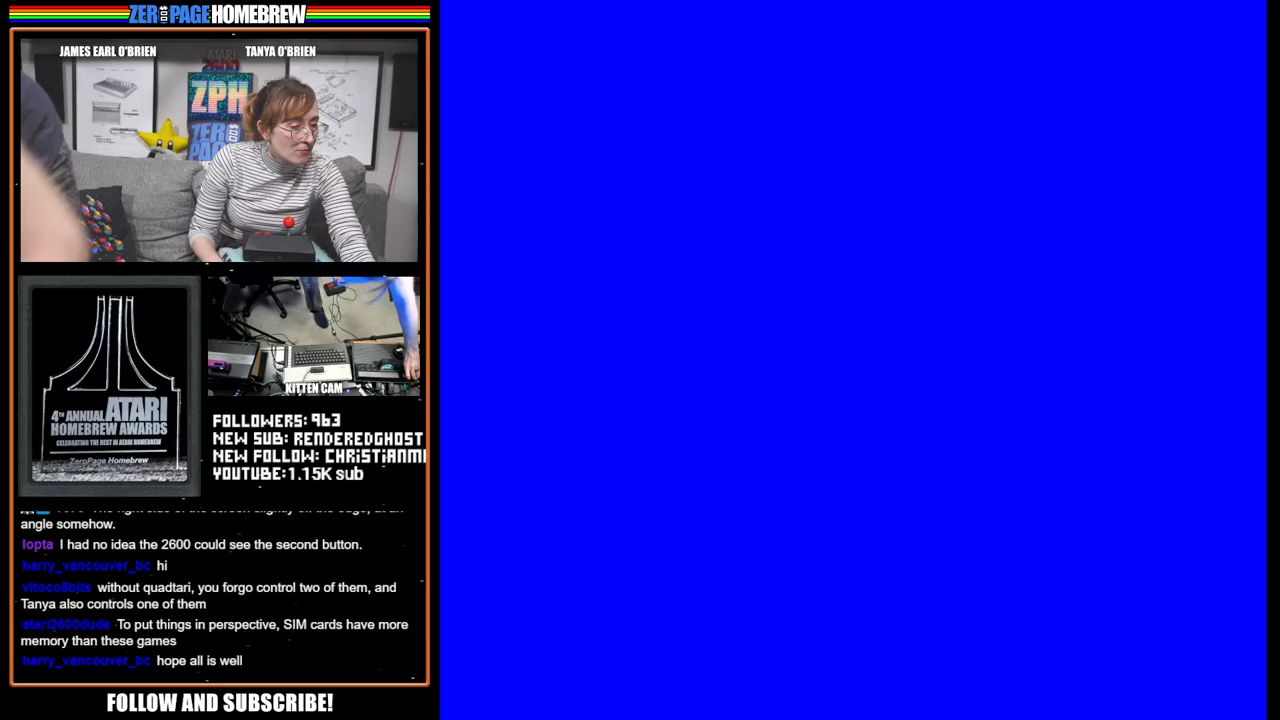 ZEROPAGE HOMEBREW
JAMES EARL O'BRIEN
TANYA O'BRIEN
ATARI
ZPH
ZERO
PAGE
4TH ANNUAL ATARI
HOMEBREW AWARDS
CELEBRATING THE BEST IN ATARI HOMEBREW
ZeroPage Homebrew
KITTEN CAM
FOLLOWERS: 963
NEW SUB: RENDEREDGHOST
NEW FOLLOW: CHRISTIANM
YOUTUBE:1.15K sub
angle somehow.
lopta I had no idea the 2600 could see the second button.
harry_vancouver_bc hi
vitoco8bits without quadtari, you forgo control two of them, and
Tanya also controls one of them
atari2600dude To put things in perspective, SIM cards have more
memory than these games
harry_vancouver_bc hope all is well
FOLLOW AND SUBSCRIBE!